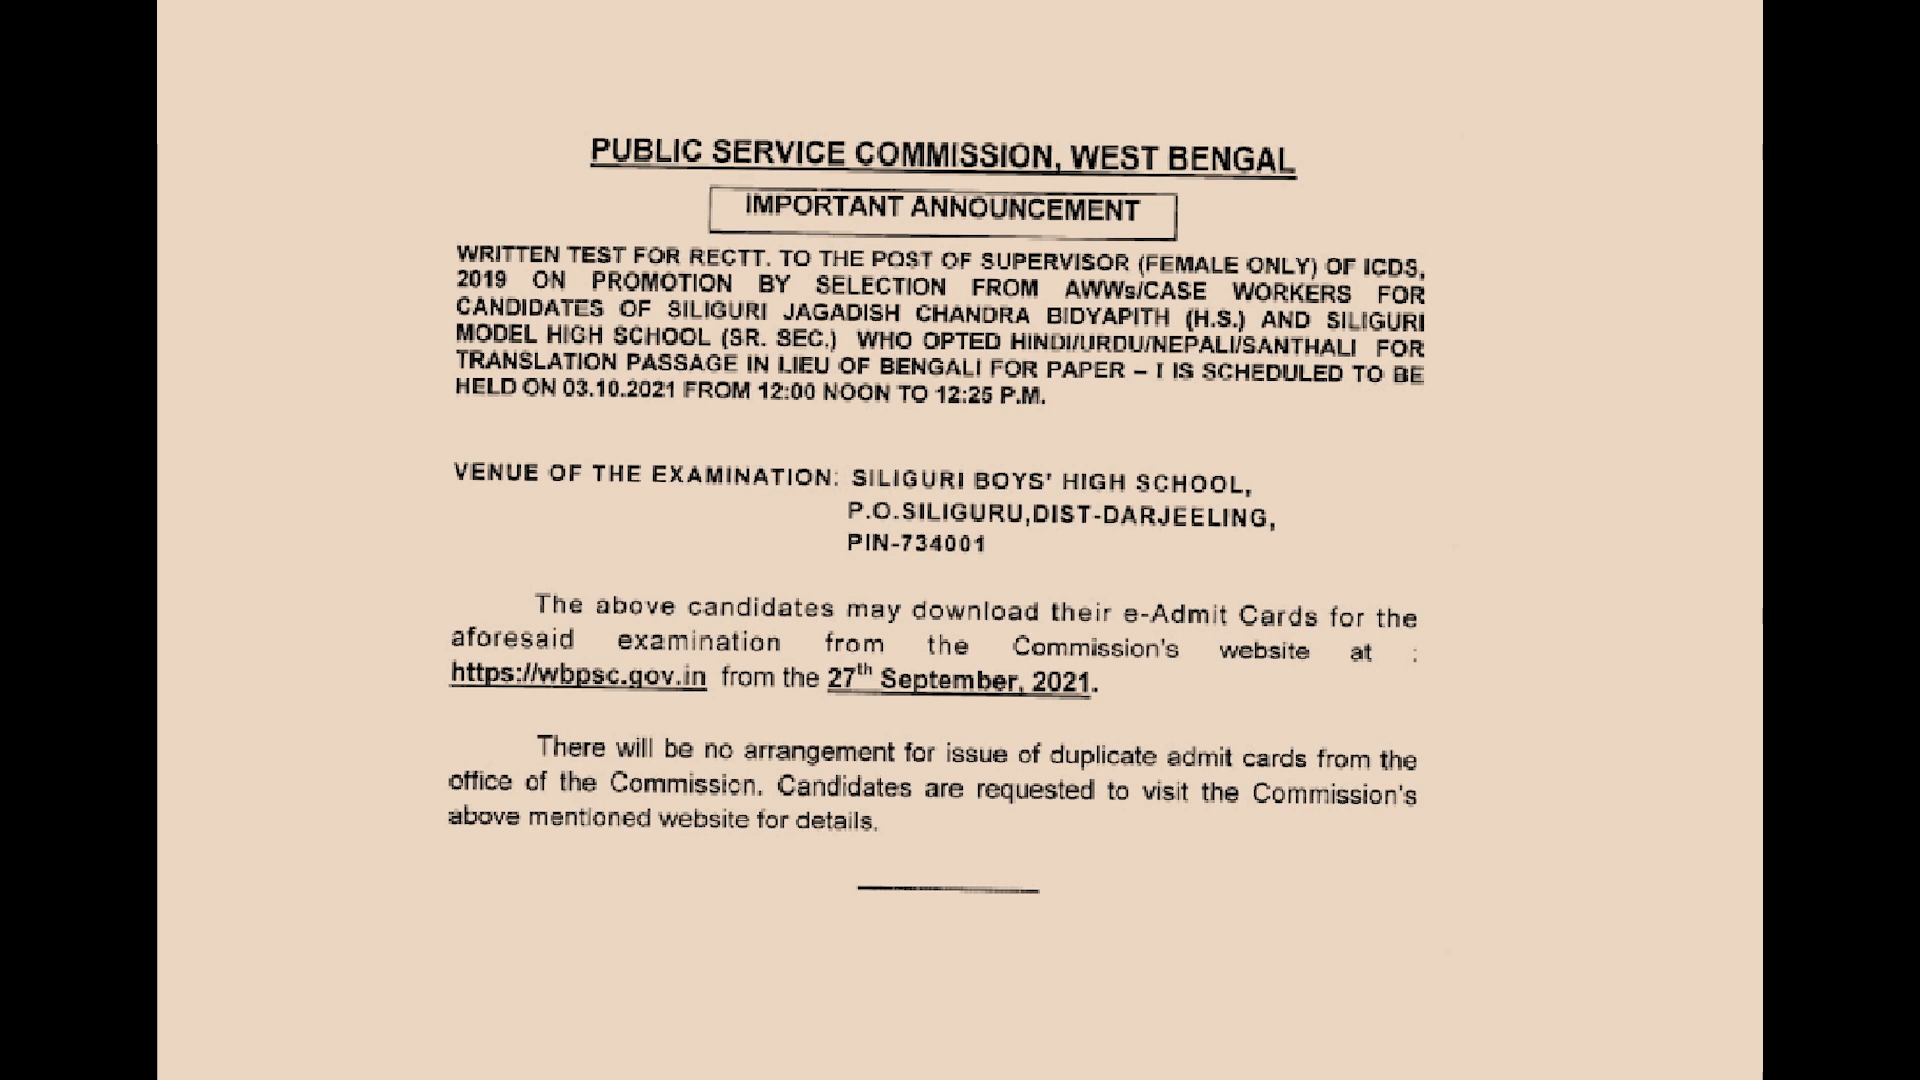 PUBLIC SERVICE COMMISSION, WEST BENGAL
IMPORTANT ANNOUNCEMENT
WRITTEN TEST FOR RECTT. TO THE POST OF SUPERVISOR (FEMALE ONLY) OF ICDS,
2019 ON PROMOTION BY SELECTION FROM AWWs/CASE WORKERS FOR
CANDIDATES OF SILIGURI JAGADISH CHANDRA BIDYAPITH (H.S.) AND SILIGURI
MODEL HIGH SCHOOL (SR. SEC.) WHO OPTED HINDI/URDU/NEPALI/SANTHALI FOR
TRANSLATION PASSAGE IN LIEU OF BENGALI FOR PAPER – I IS SCHEDULED TO BE
HELD ON 03.10.2021 FROM 12:00 NOON TO 12:25 P.M.
VENUE OF THE EXAMINATION: SILIGURI BOYS' HIGH SCHOOL,
P.O.SILIGURU,DIST-DARJEELING,
PIN-734001
The above candidates may download their e-Admit Cards for the
aforesaid examination from the Commission's website at :
https://wbpsc.gov.in from the 27th September, 2021.
There will be no arrangement for issue of duplicate admit cards from the
office of the Commission. Candidates are requested to visit the Commission's
above mentioned website for details.